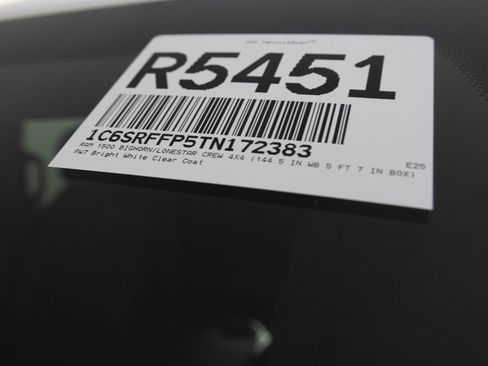 R5451
1C6SRFFP5TN172383
RAM 1500 BIGHORN/LONESTAR CREW 4X4 (144.5 IN WB 5 FT 7 IN BOX)
PW7 Bright White Clear Coat
E25